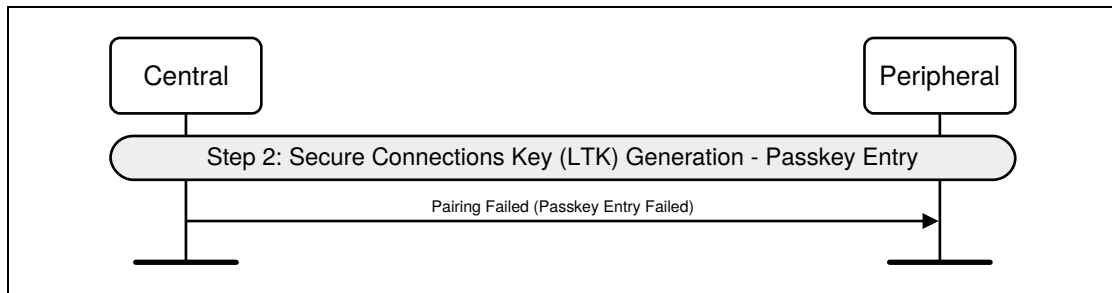 Central
Peripheral
Step 2: Secure Connections Key (LTK) Generation - Passkey Entry
Pairing Failed (Passkey Entry Failed)